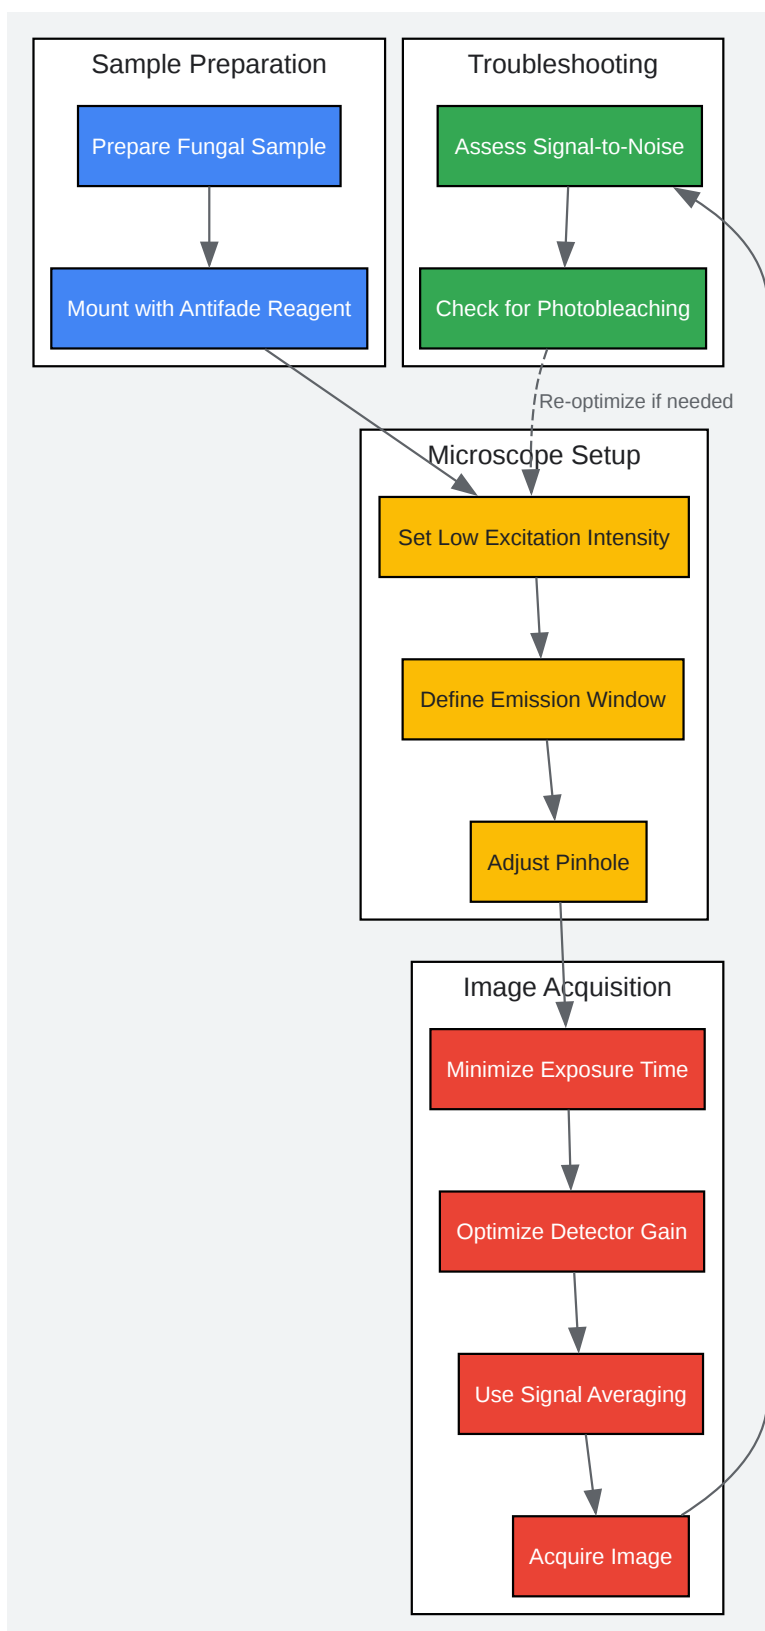 Sample Preparation
Prepare Fungal Sample
Mount with Antifade Reagent
Troubleshooting
Assess Signal-to-Noise
Check for Photobleaching
Re-optimize if needed
Microscope Setup
Set Low Excitation Intensity
Define Emission Window
Adjust Pinhole
Image Acquisition
Minimize Exposure Time
Optimize Detector Gain
Use Signal Averaging
Acquire Image